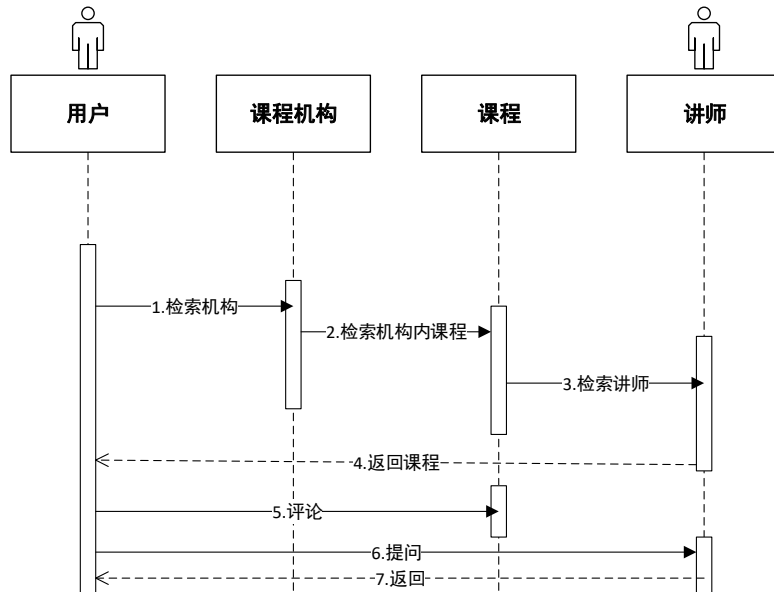 用户
课程机构
课程
讲师
1.检索机构
2.检索机构内课程
3.检索讲师
4.返回课程
5.评论
6.提问
7.返回